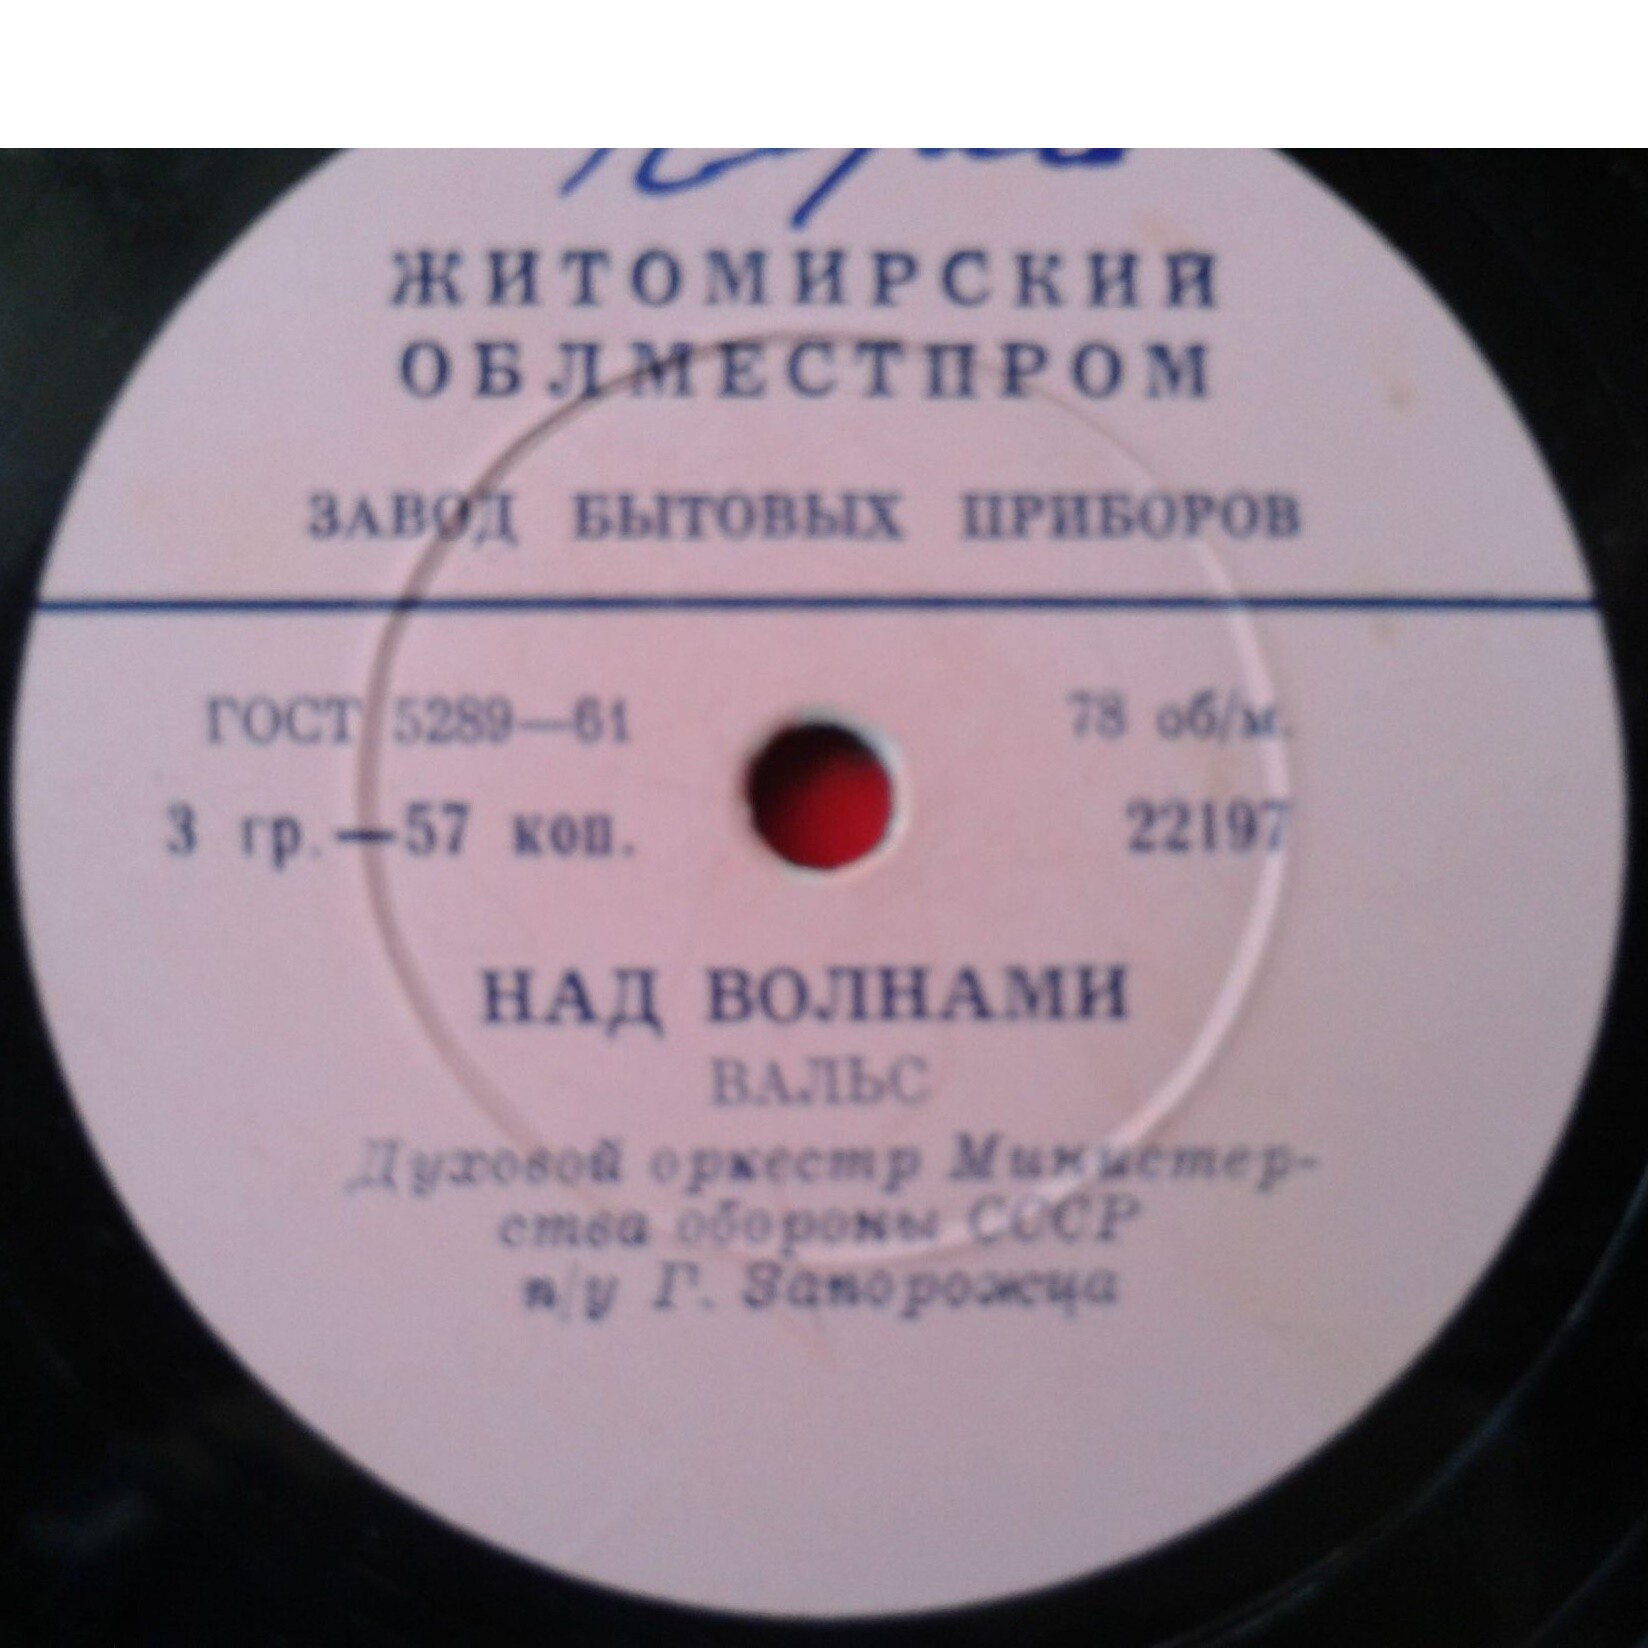 ЖИТОМИРСКИЙ
ОБЛМЕСТПРОМ
ЗАВОД БЫТОВЫХ ПРИБОРОВ
ГОСТ 5289—61 78 об/м.
3 гр.—57 коп. 22197
НАД ВОЛНАМИ
ВАЛЬС
Духовой оркестр Министер-
ства обороны СССР
п/у Г. Запорожца